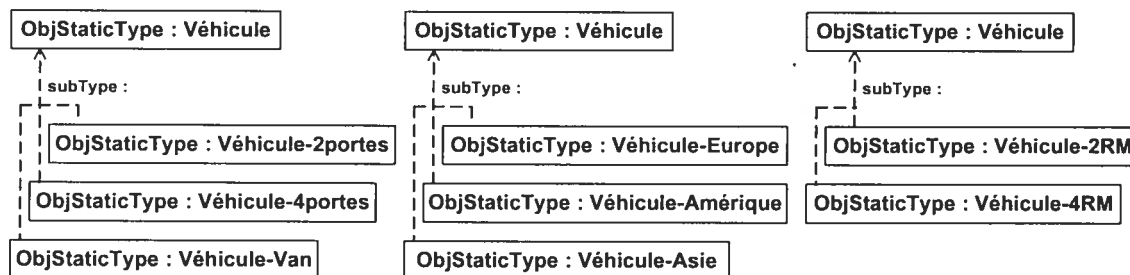 ObjStaticType : Véhicule
subType :
ObjStaticType : Véhicule-2portes
ObjStaticType : Véhicule-4portes
ObjStaticType : Véhicule-Van
ObjStaticType : Véhicule
subType :
ObjStaticType : Véhicule-Europe
ObjStaticType : Véhicule-Amérique
ObjStaticType : Véhicule-Asie
ObjStaticType : Véhicule
subType :
ObjStaticType : Véhicule-2RM
ObjStaticType : Véhicule-4RM